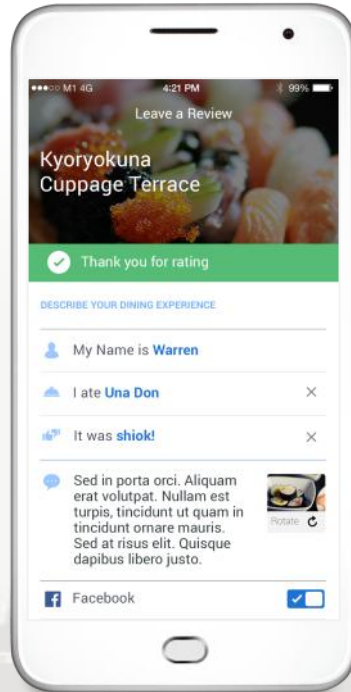 M1 4G 4:21 PM 99%
Leave a Review
Kyoryokuna
Cuppage Terrace
Thank you for rating
DESCRIBE YOUR DINING EXPERIENCE
My Name is Warren
I ate Una Don
It was shiok!
Sed in porta orci. Aliquam
erat volutpat. Nullam est
turpis, tincidunt ut quam in
tincidunt ornare mauris.
Sed at risus elit. Quisque
dapibus libero justo.
Rotate
Facebook